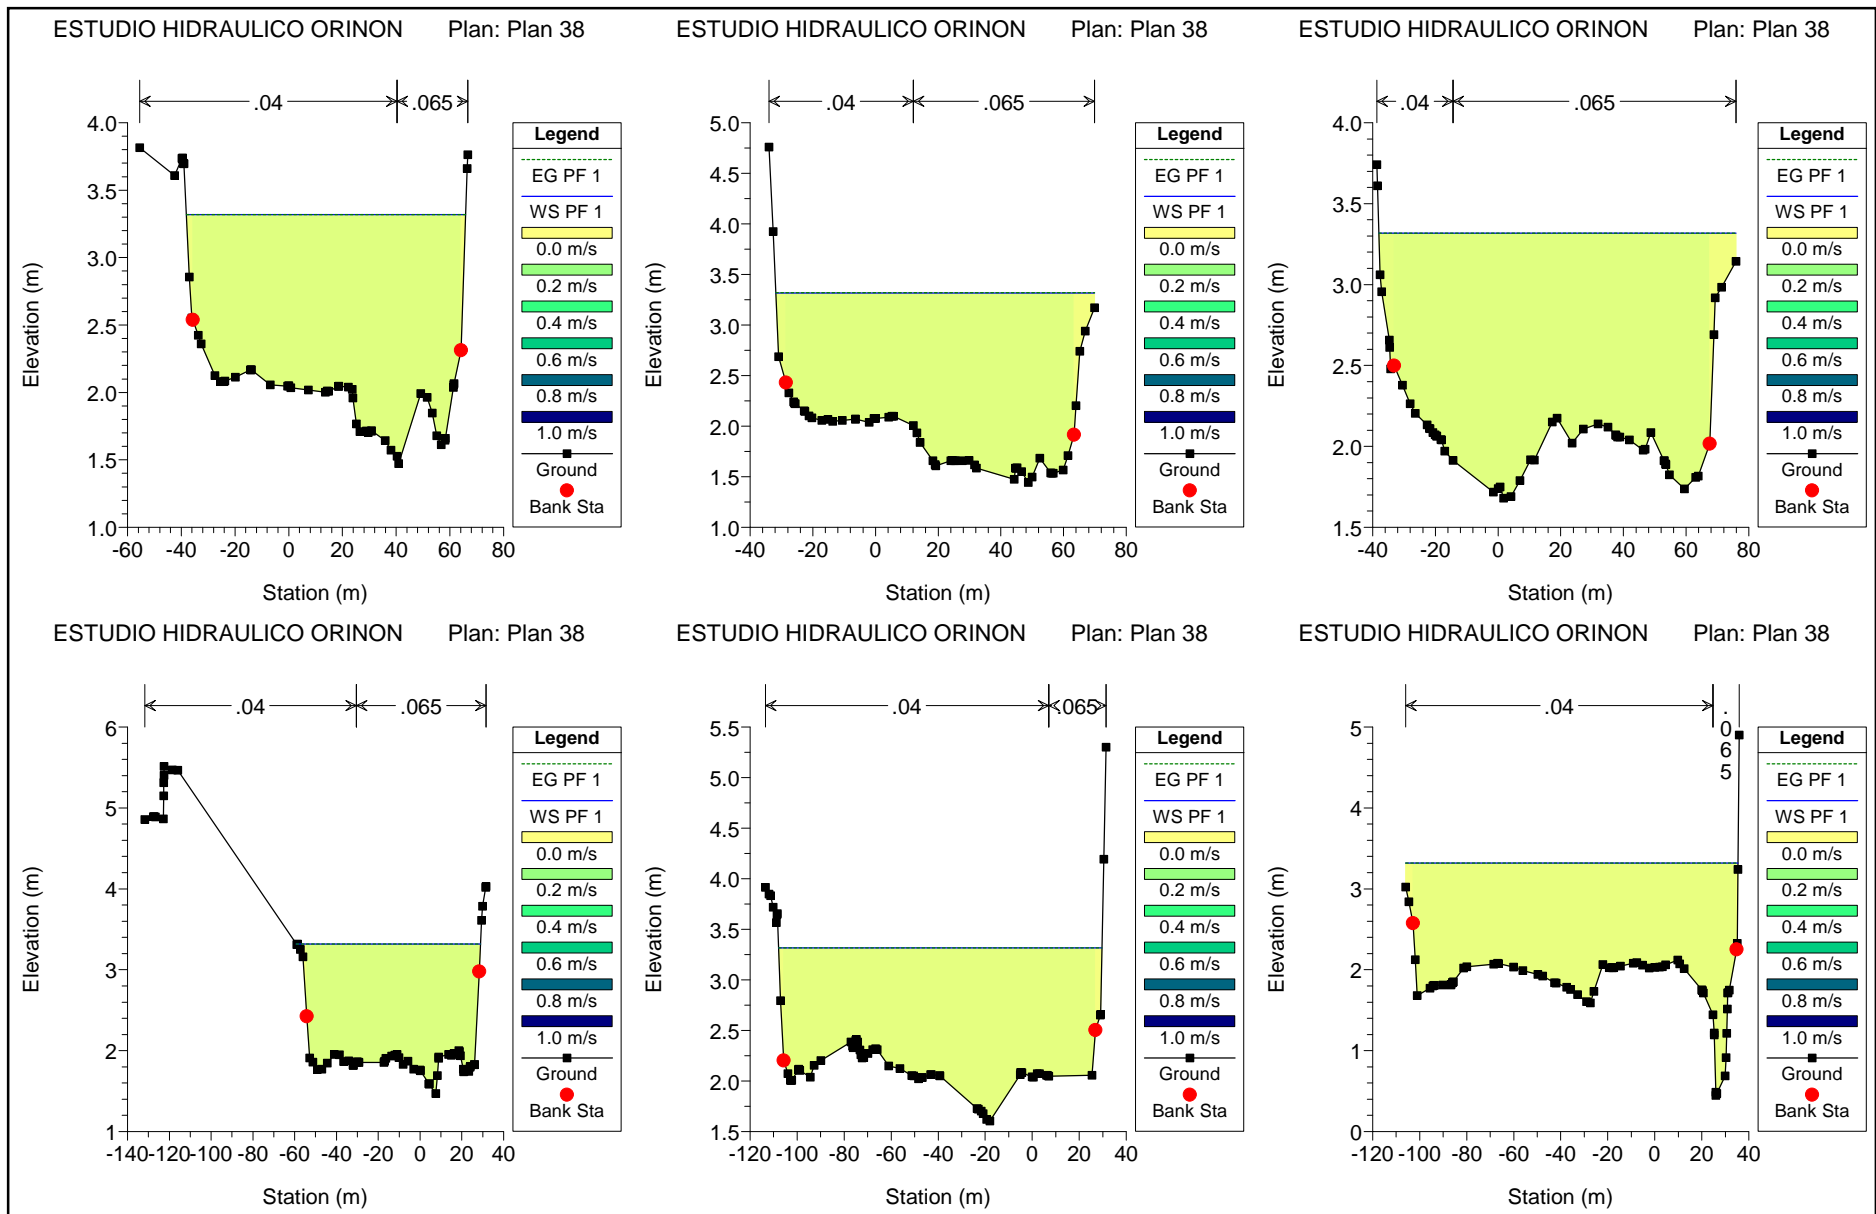 ESTUDIO HIDRAULICO ORINON Plan: Plan 38
.04 .065
4.0
3.5
3.0
2.5
2.0
1.5
1.0
-60 -40 -20 0 20 40 60 80
Elevation (m)
Station (m)
Legend
EG PF 1
WS PF 1
0.0 m/s
0.2 m/s
0.4 m/s
0.6 m/s
0.8 m/s
1.0 m/s
Ground
Bank Sta
ESTUDIO HIDRAULICO ORINON Plan: Plan 38
.04 .065
5.0
4.5
4.0
3.5
3.0
2.5
2.0
1.5
1.0
-40 -20 0 20 40 60 80
Elevation (m)
Station (m)
Legend
EG PF 1
WS PF 1
0.0 m/s
0.2 m/s
0.4 m/s
0.6 m/s
0.8 m/s
1.0 m/s
Ground
Bank Sta
ESTUDIO HIDRAULICO ORINON Plan: Plan 38
.04 .065
4.0
3.5
3.0
2.5
2.0
1.5
-40 -20 0 20 40 60 80
Elevation (m)
Station (m)
Legend
EG PF 1
WS PF 1
0.0 m/s
0.2 m/s
0.4 m/s
0.6 m/s
0.8 m/s
1.0 m/s
Ground
Bank Sta
ESTUDIO HIDRAULICO ORINON Plan: Plan 38
.04 .065
6
5
4
3
2
1
-140 -120 -100 -80 -60 -40 -20 0 20 40
Elevation (m)
Station (m)
Legend
EG PF 1
WS PF 1
0.0 m/s
0.2 m/s
0.4 m/s
0.6 m/s
0.8 m/s
1.0 m/s
Ground
Bank Sta
ESTUDIO HIDRAULICO ORINON Plan: Plan 38
.04 .065
5.5
5.0
4.5
4.0
3.5
3.0
2.5
2.0
1.5
-120 -100 -80 -60 -40 -20 0 20 40
Elevation (m)
Station (m)
Legend
EG PF 1
WS PF 1
0.0 m/s
0.2 m/s
0.4 m/s
0.6 m/s
0.8 m/s
1.0 m/s
Ground
Bank Sta
ESTUDIO HIDRAULICO ORINON Plan: Plan 38
.04 .
0
6
5
5
4
3
2
1
0
-120 -100 -80 -60 -40 -20 0 20 40
Elevation (m)
Station (m)
Legend
EG PF 1
WS PF 1
0.0 m/s
0.2 m/s
0.4 m/s
0.6 m/s
0.8 m/s
1.0 m/s
Ground
Bank Sta